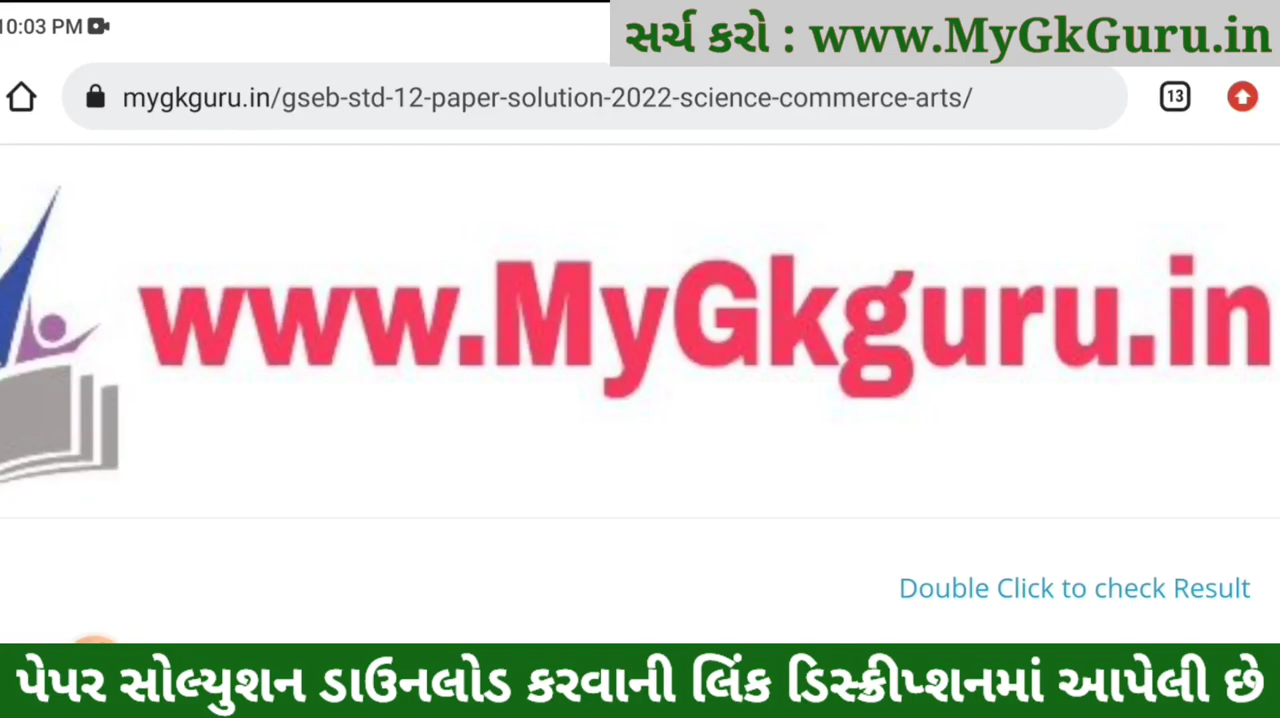 10:03 PM
સર્ચ કરો : www.MyGkGuru.in
mygkguru.in/gseb-std-12-paper-solution-2022-science-commerce-arts/
13
www.MyGkguru.in
Double Click to check Result
પેપર સોલ્યુશન ડાઉનલોડ કરવાની લિંક ડિસ્ક્રીપ્શનમાં આપેલી છે